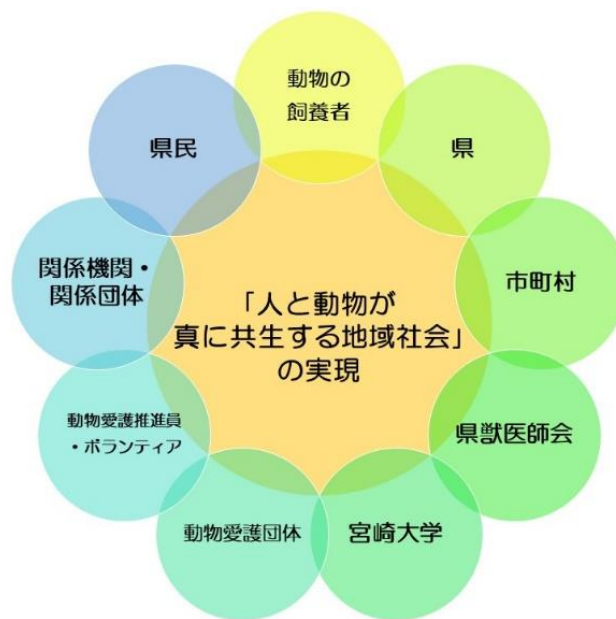 動物の
飼養者
県
市町村
県獣医師会
宮崎大学
動物愛護団体
動物愛護推進員
・ボランティア
関係機関・
関係団体
県民
「人と動物が
真に共生する地域社会」
の実現